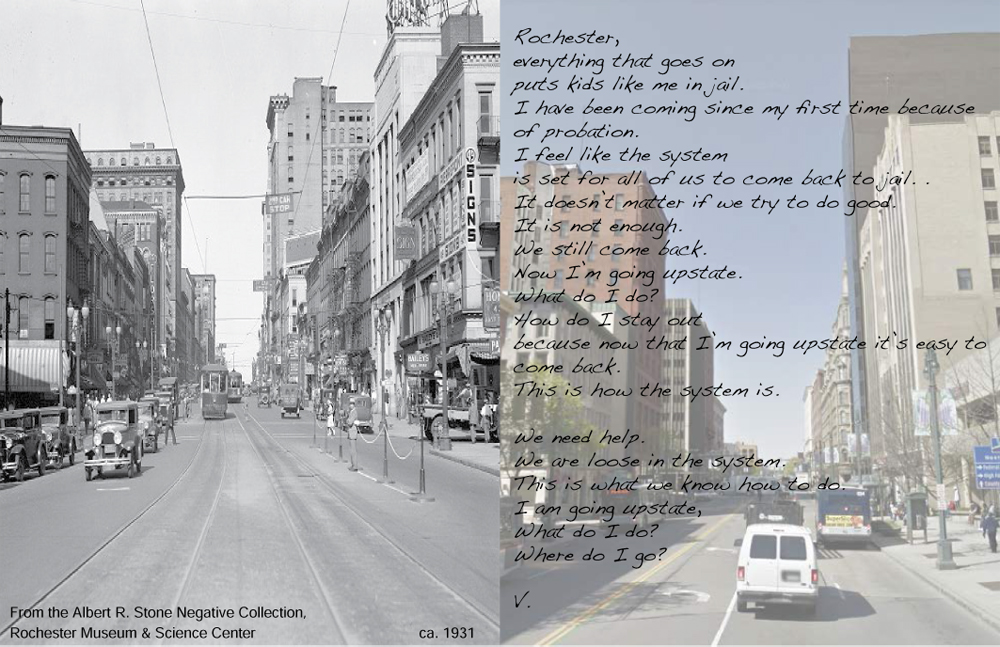 CAR
STOP
SIGNS
From the Albert R. Stone Negative Collection,
Rochester Museum & Science Center
ca. 1931
Rochester,
everything that goes on
puts kids like me in jail.
I have been coming since my first time because
of probation.
I feel like the system
is set for all of us to come back to jail. .
It doesn't matter if we try to do good.
It is not enough.
We still come back.
Now I'm going upstate.
What do I do?
How do I stay out
because now that I'm going upstate it's easy to
come back.
This is how the system is.
We need help.
We are loose in the system.
This is what we know how to do.
I am going upstate,
What do I do?
Where do I go?
V.